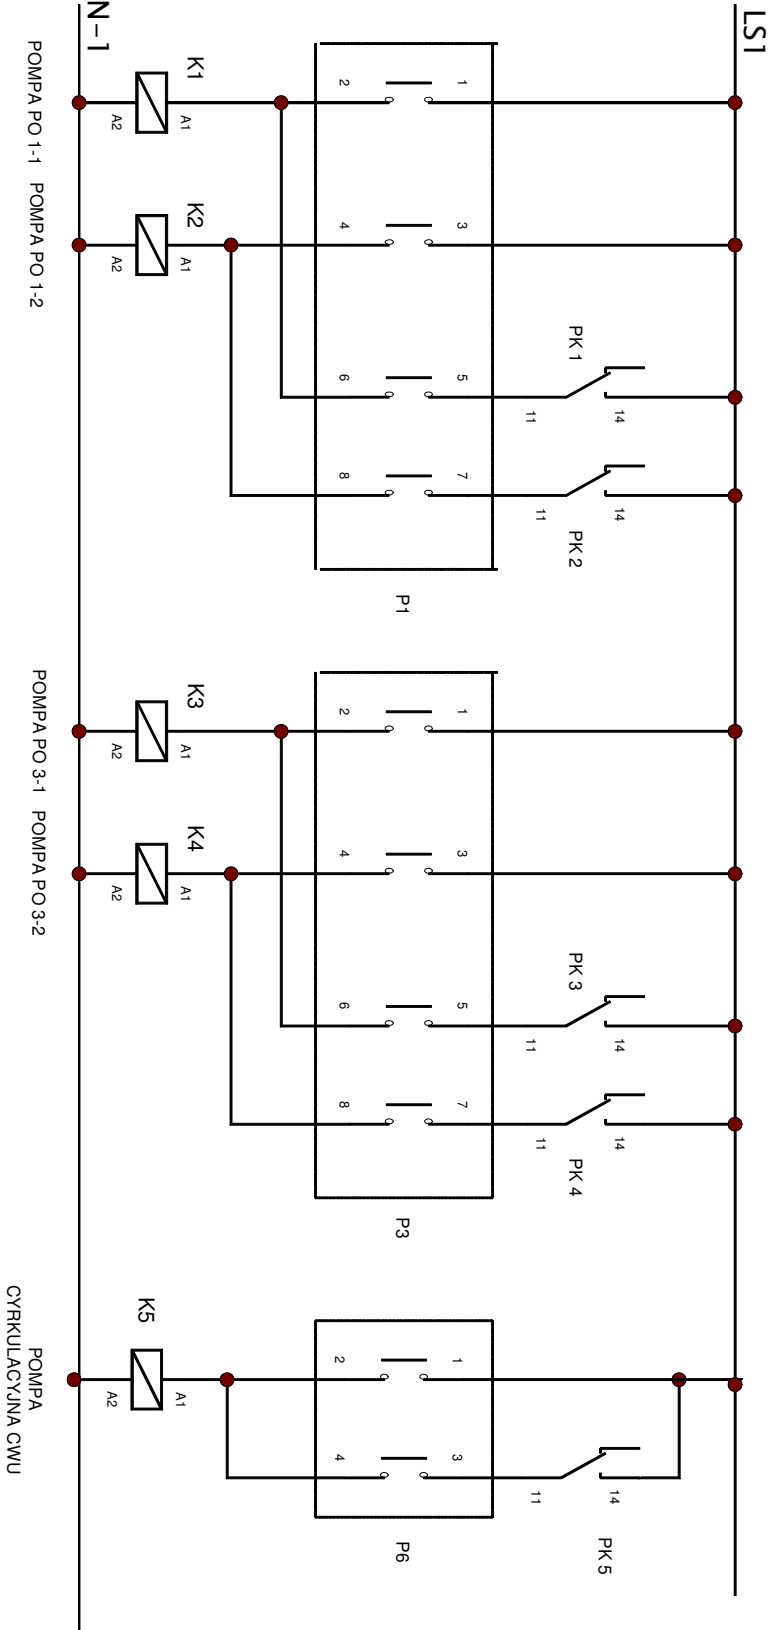 LS1
1
2
K1
A1
A2
POMPA PO 1-1
3
4
K2
A1
A2
POMPA PO 1-2
PK 1
14
11
5
6
PK 2
14
11
7
8
P1
1
2
K3
A1
A2
POMPA PO 3-1
3
4
K4
A1
A2
POMPA PO 3-2
PK 3
14
11
5
6
PK 4
14
11
7
8
P3
1
2
K5
A1
A2
POMPA
CYRKULACYJNA CWU
PK 5
14
11
3
4
P6
N-1